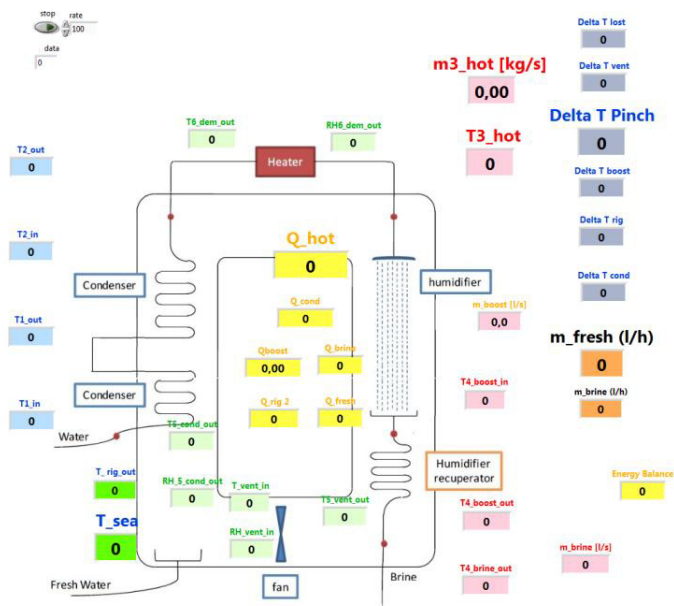 stop
rate
100
data
0
Delta T lost
0
m3_hot [kg/s]
0,00
Delta T vent
0
T6_dem_out
0
RH6_dem_out
0
T3_hot
0
Delta T Pinch
0
T2_out
0
Heater
Delta T boost
0
T2_in
0
Q_hot
0
Delta T rig
0
Condenser
humidifier
Delta T cond
0
Q_cond
0
m_boost [l/s]
0,0
T1_out
0
m_fresh (l/h)
0
Qboost
0,00
Q_brine
0
T4_boost_in
0
m_brine (l/h)
0
Condenser
T1_in
0
Q_rig 2
0
Q_fresh
0
Water
T5_cond_out
0
Humidifier
recuperator
T_ rig_out
0
RH_5_cond_out
0
T_vent_in
0
T5_vent_out
0
Energy Balance
0
T_sea
0
RH_vent_in
0
T4_boost_out
0
m_brine [l/s]
0
T4_brine_out
0
Fresh Water
fan
Brine